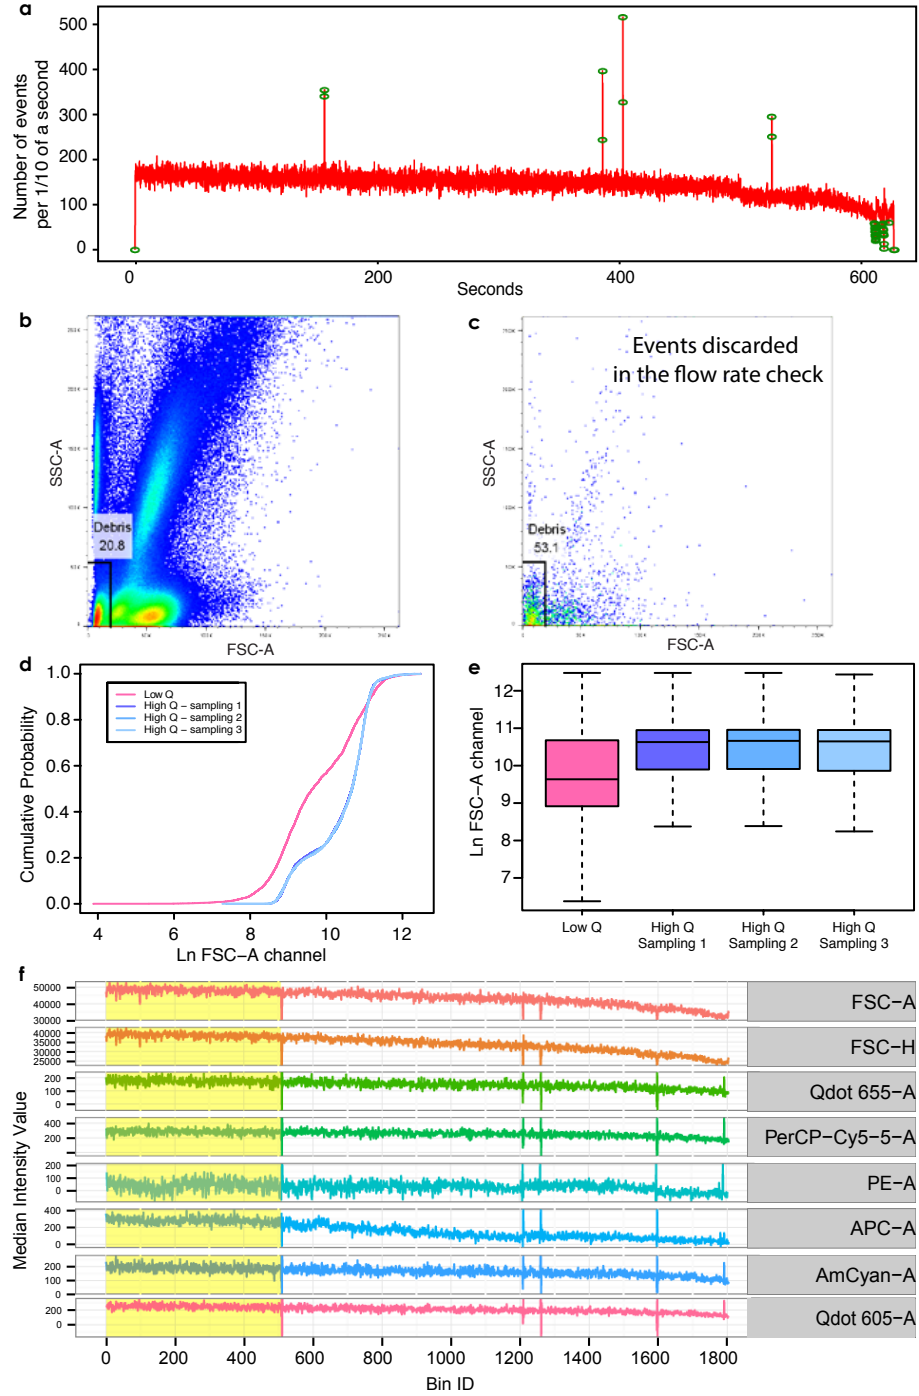 a
Number of events
per 1/10 of a second
500
400
300
200
100
0
0 200 400 600
Seconds
b
SSC-A
Debris
20.8
FSC-A
c
Events discarded
in the flow rate check
SSC-A
Debris
53.1
FSC-A
d
Cumulative Probability
1.0
0.8
0.6
0.4
0.2
0.0
Low Q
High Q − sampling 1
High Q − sampling 2
High Q − sampling 3
4 6 8 10 12
Ln FSC−A channel
e
Ln FSC−A channel
12
11
10
9
8
7
Low Q
High Q
Sampling 1
High Q
Sampling 2
High Q
Sampling 3
f
Median Intensity Value
50000
40000
30000
FSC−A
40000
35000
30000
25000
FSC−H
200
100
0
Qdot 655−A
400
200
PerCP−Cy5−5−A
200
100
0
PE−A
400
200
0
APC−A
200
100
0
AmCyan−A
200
0
Qdot 605−A
0 200 400 600 800 1000 1200 1400 1600 1800
Bin ID